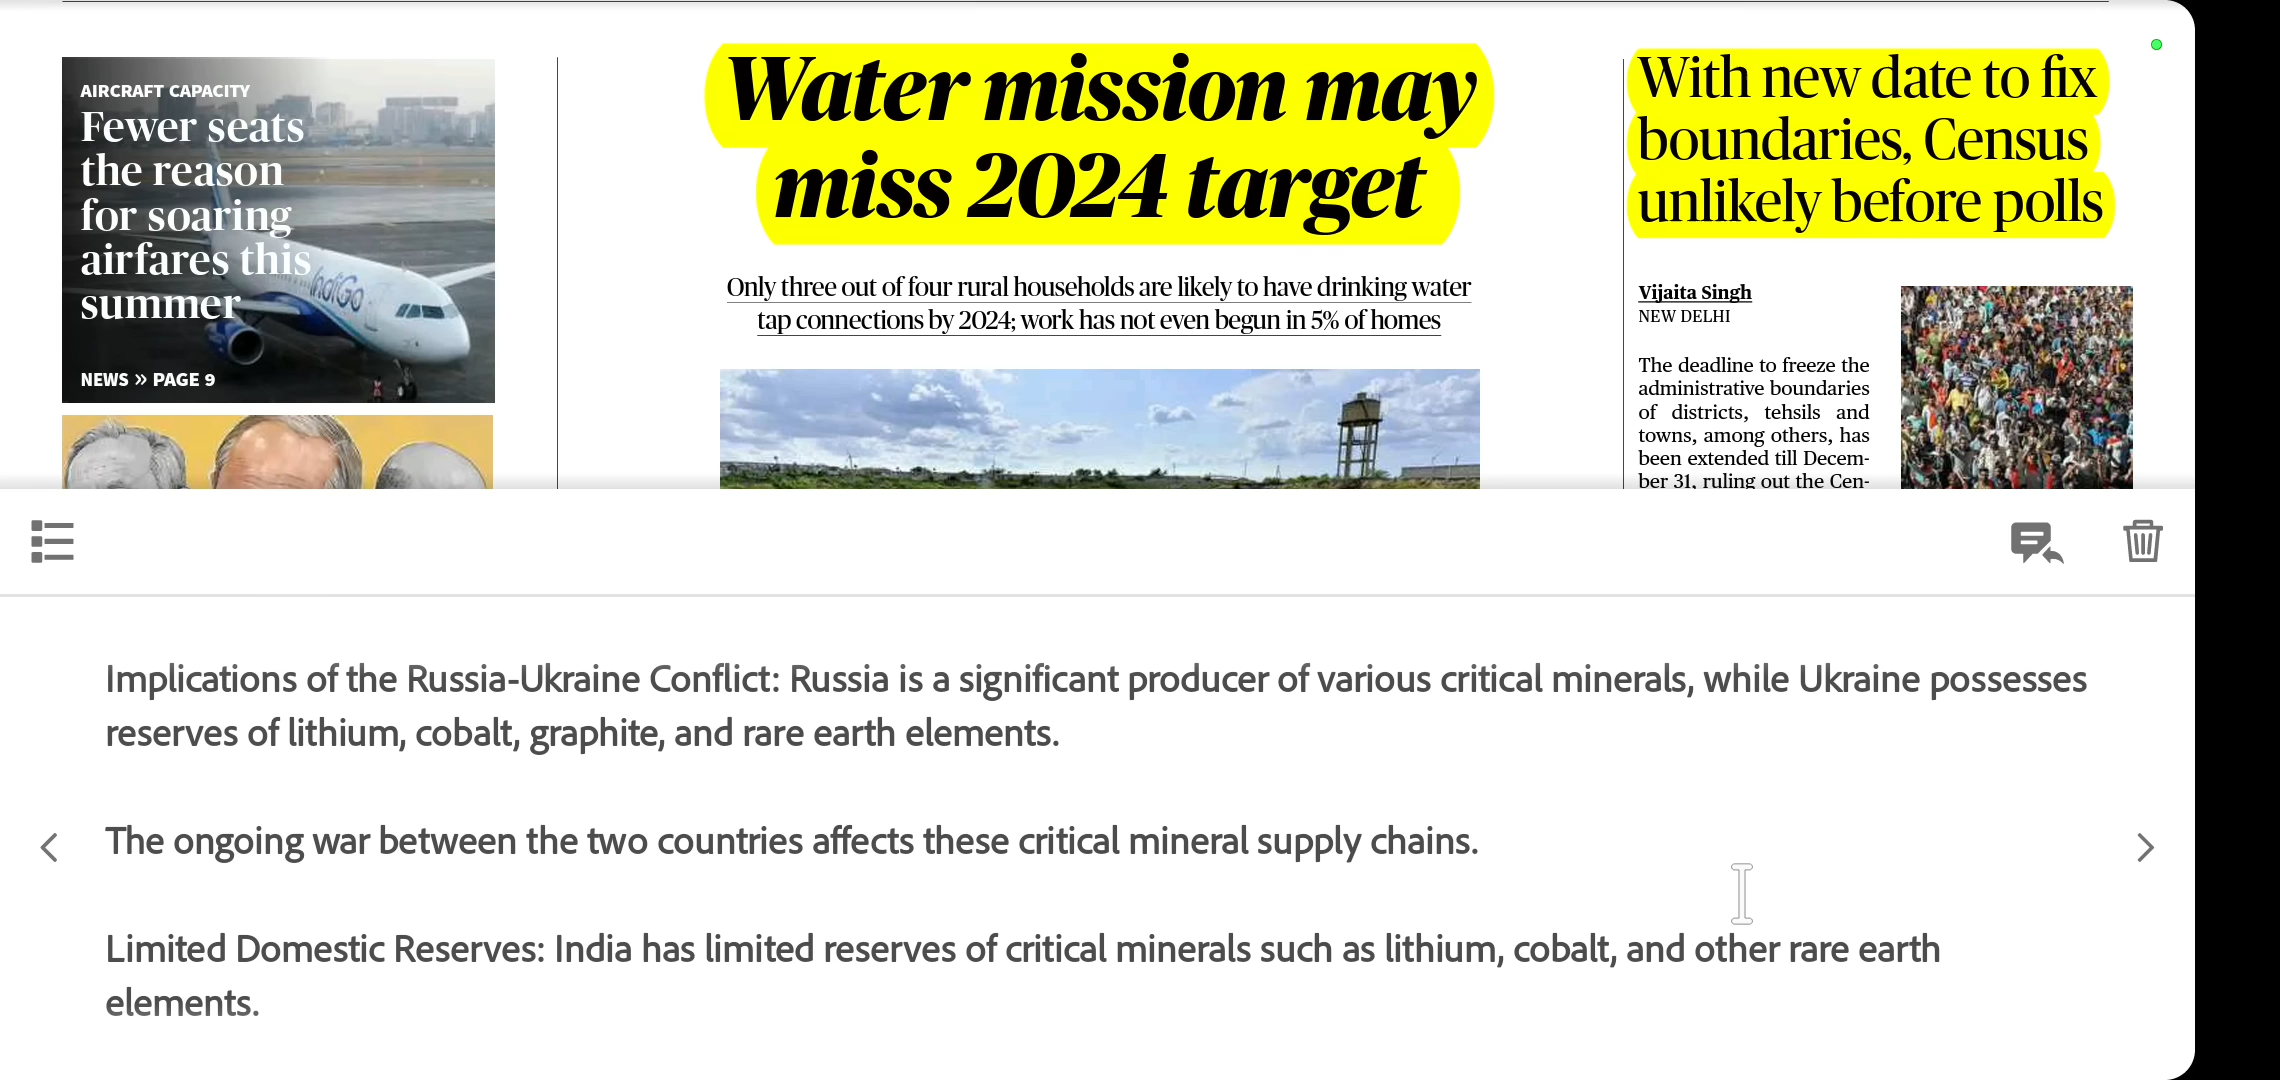 AIRCRAFT CAPACITY
Fewer seats
the reason
for soaring
airfares this
summer
IndiGo
NEWS » PAGE 9
Water mission may
miss 2024 target
Only three out of four rural households are likely to have drinking water
tap connections by 2024; work has not even begun in 5% of homes
With new date to fix
boundaries, Census
unlikely before polls
Vijaita Singh
NEW DELHI
The deadline to freeze the
administrative boundaries
of districts, tehsils and
towns, among others, has
been extended till Decem-
ber 31, ruling out the Cen-
Implications of the Russia-Ukraine Conflict: Russia is a significant producer of various critical minerals, while Ukraine possesses
reserves of lithium, cobalt, graphite, and rare earth elements.
The ongoing war between the two countries affects these critical mineral supply chains.
Limited Domestic Reserves: India has limited reserves of critical minerals such as lithium, cobalt, and other rare earth
elements.